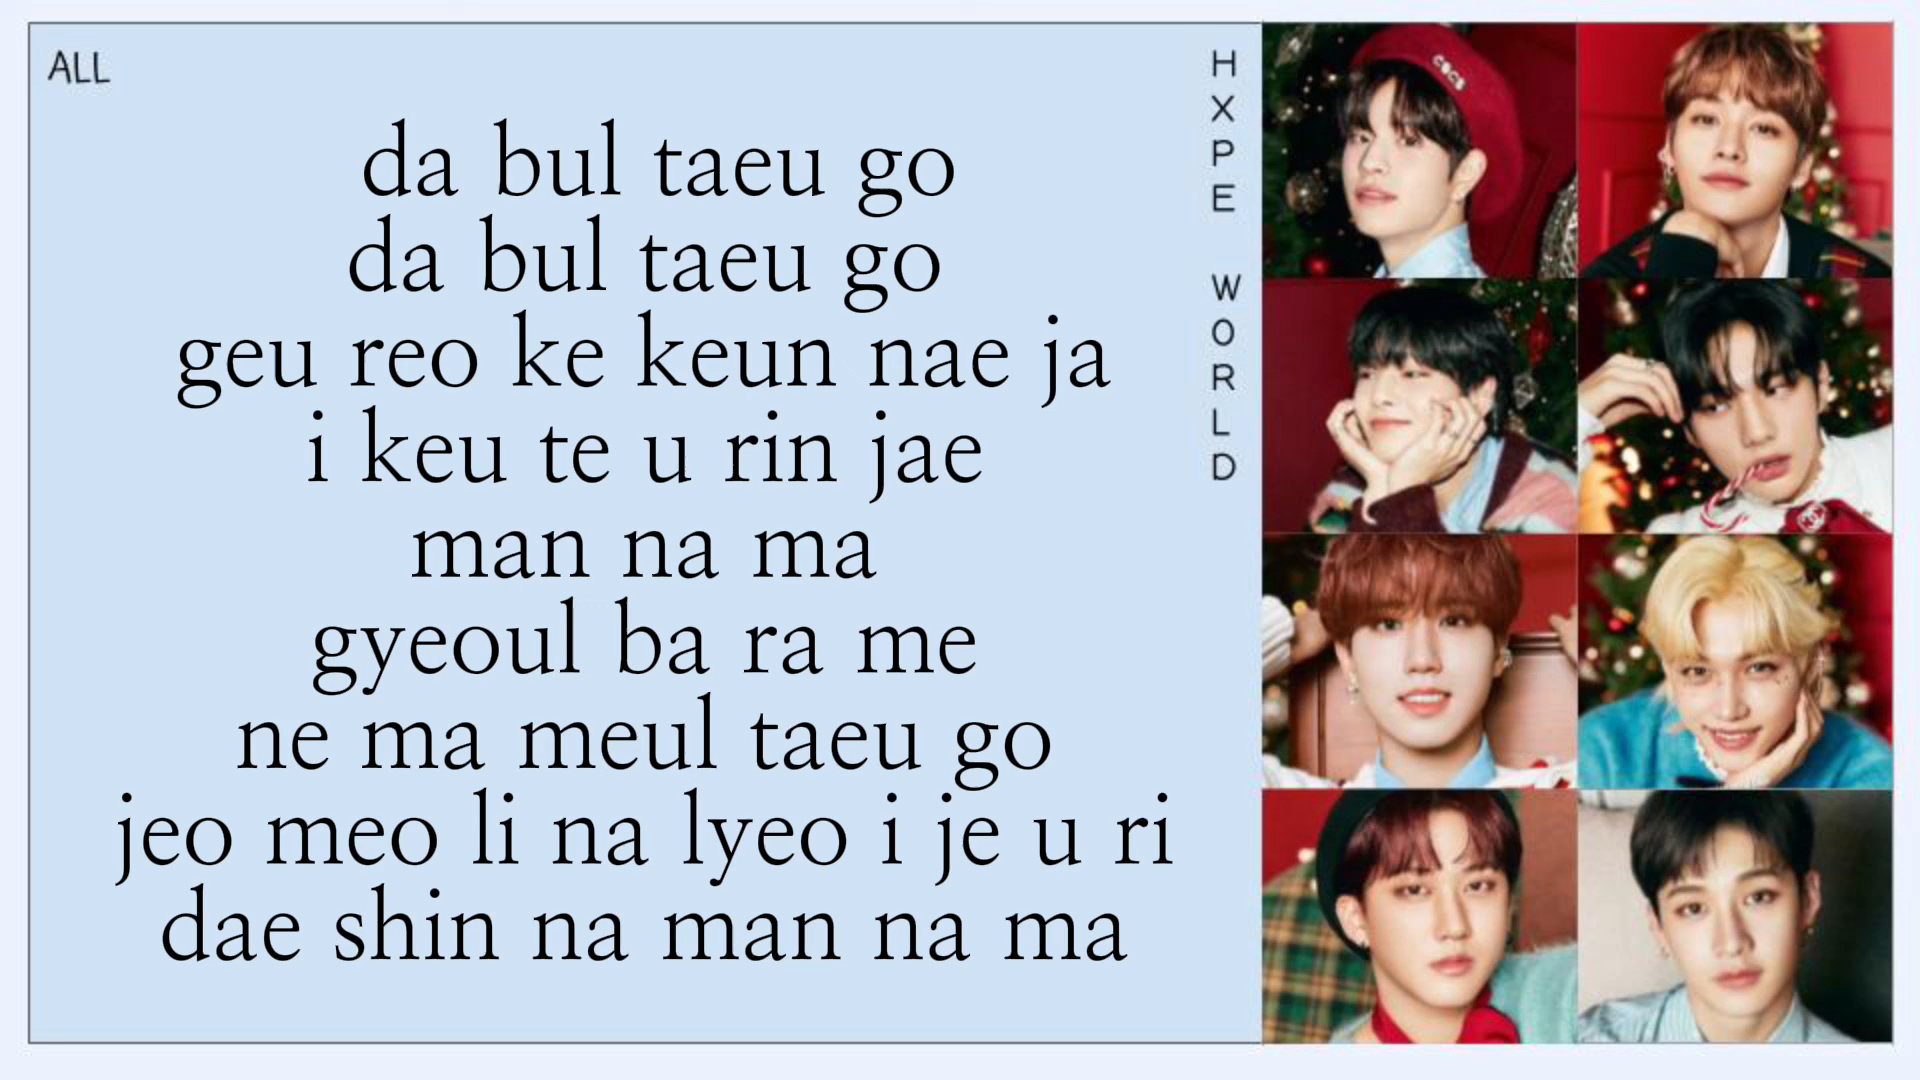 ALL
da bul taeu go
da bul taeu go
geu reo ke keun nae ja
i keu te u rin jae
man na ma
gyeoul ba ra me
ne ma meul taeu go
jeo meo li na lyeo i je u ri
dae shin na man na ma
HXPE WORLD